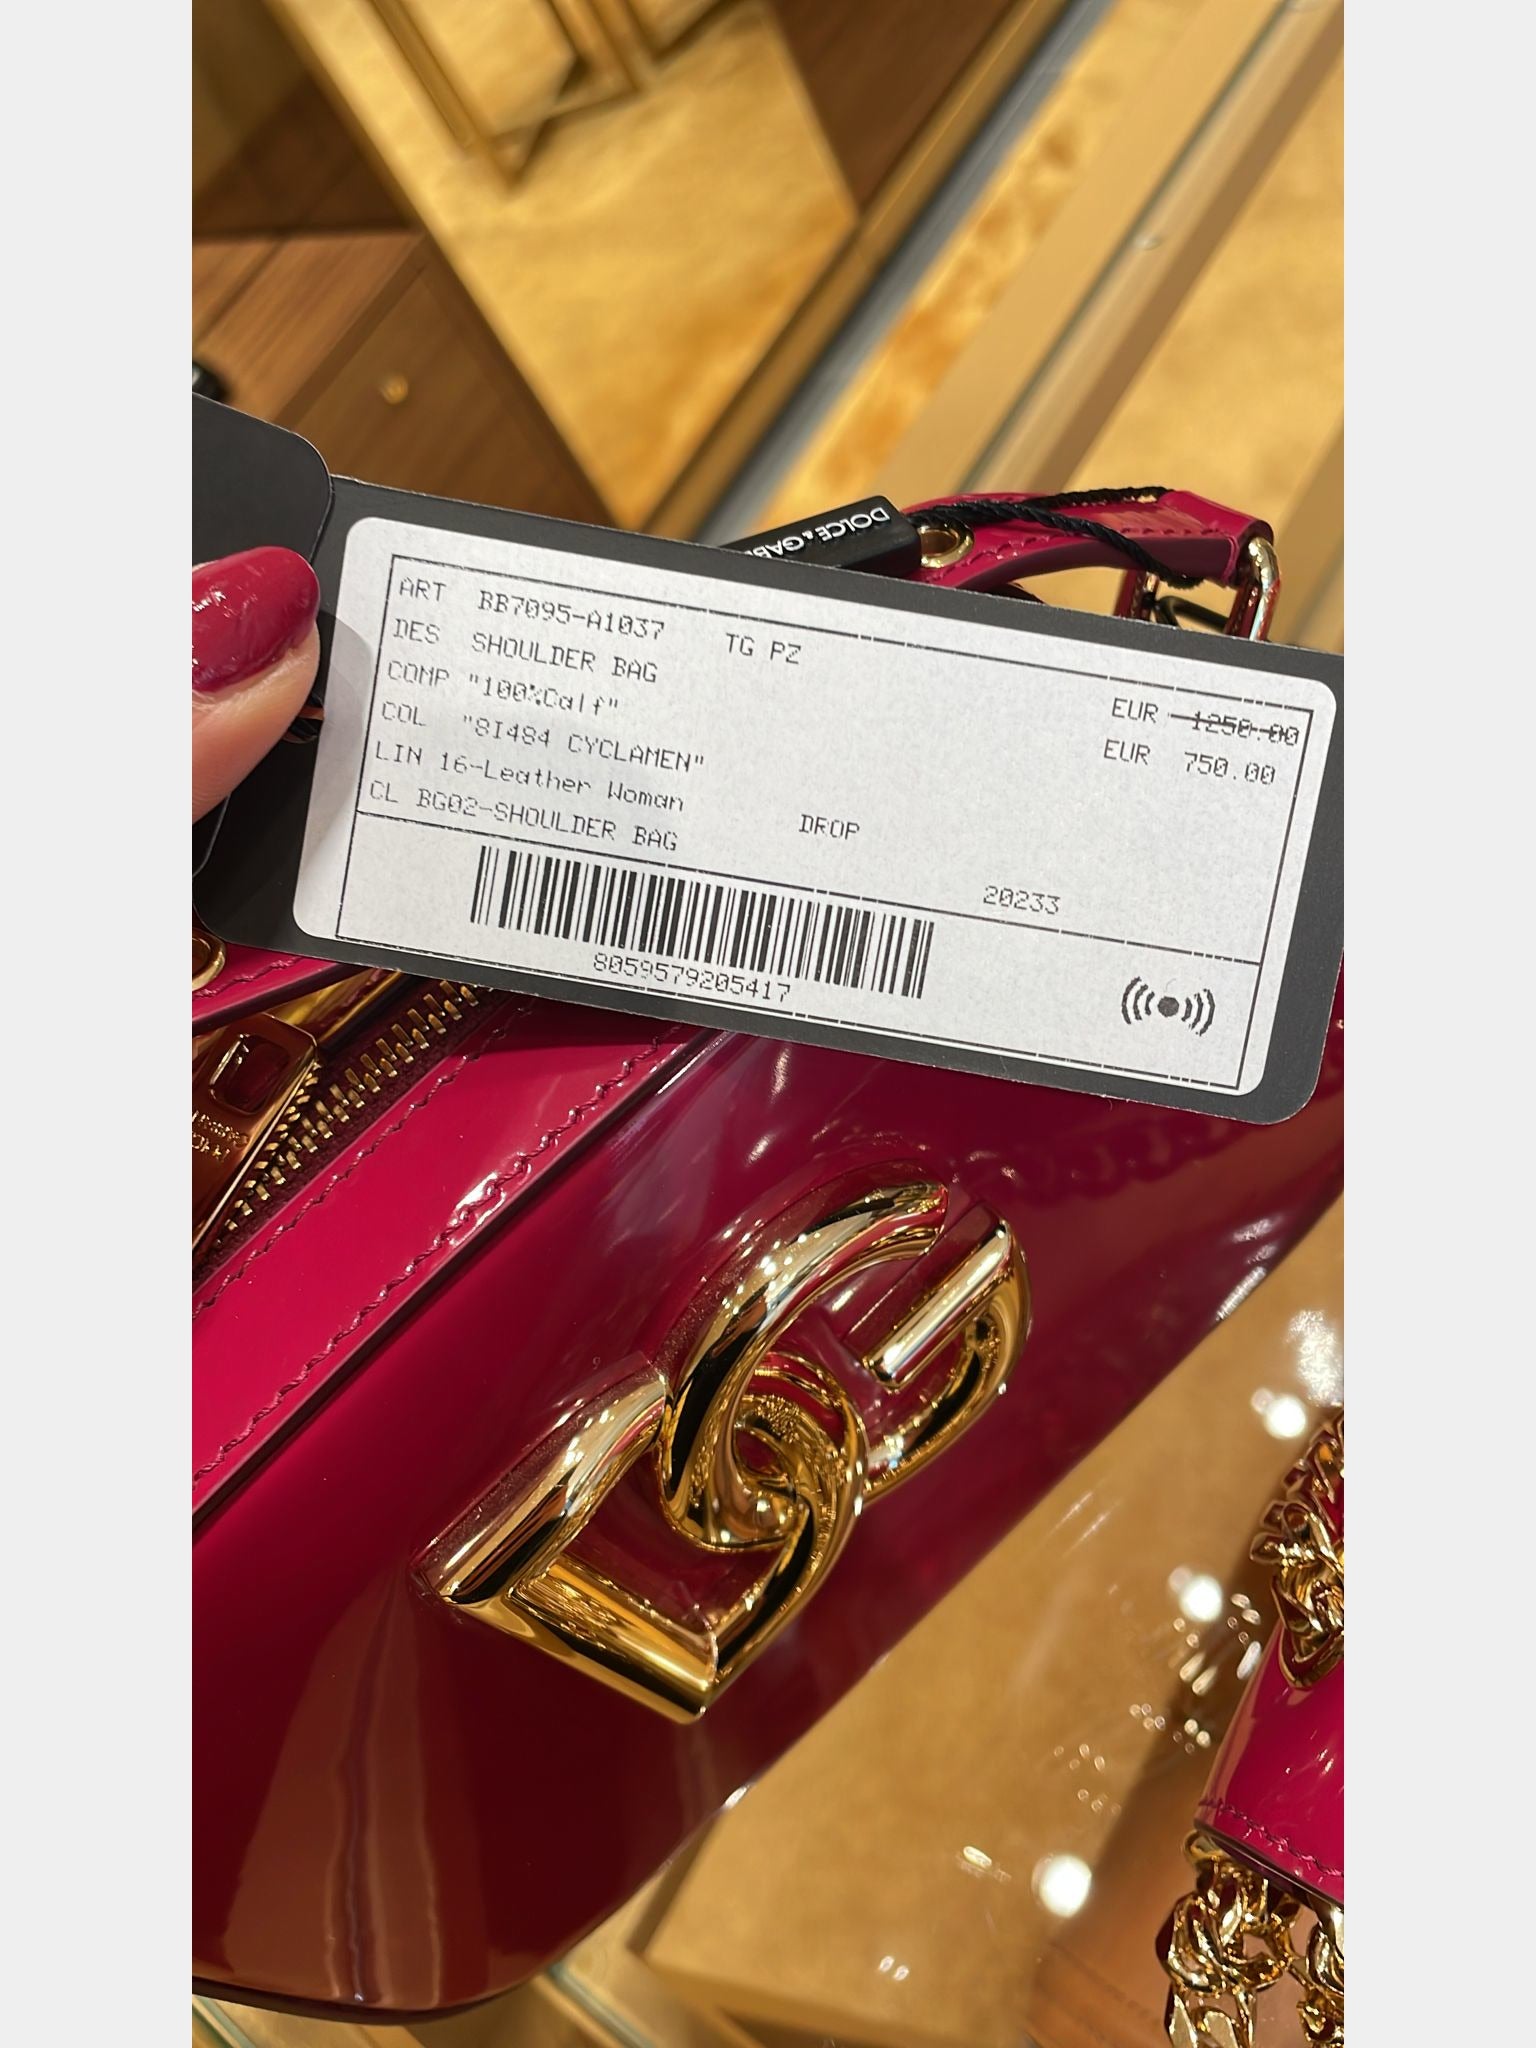 DOLCE & GAB
ART BB7095-A1037 TG PZ
DES SHOULDER BAG
COMP "100%Calf" EUR 1250.00
COL "8I484 CYCLAMEN" EUR 750.00
LIN 16-Leather Woman
CL BG02-SHOULDER BAG DROP
20233
8059579205417